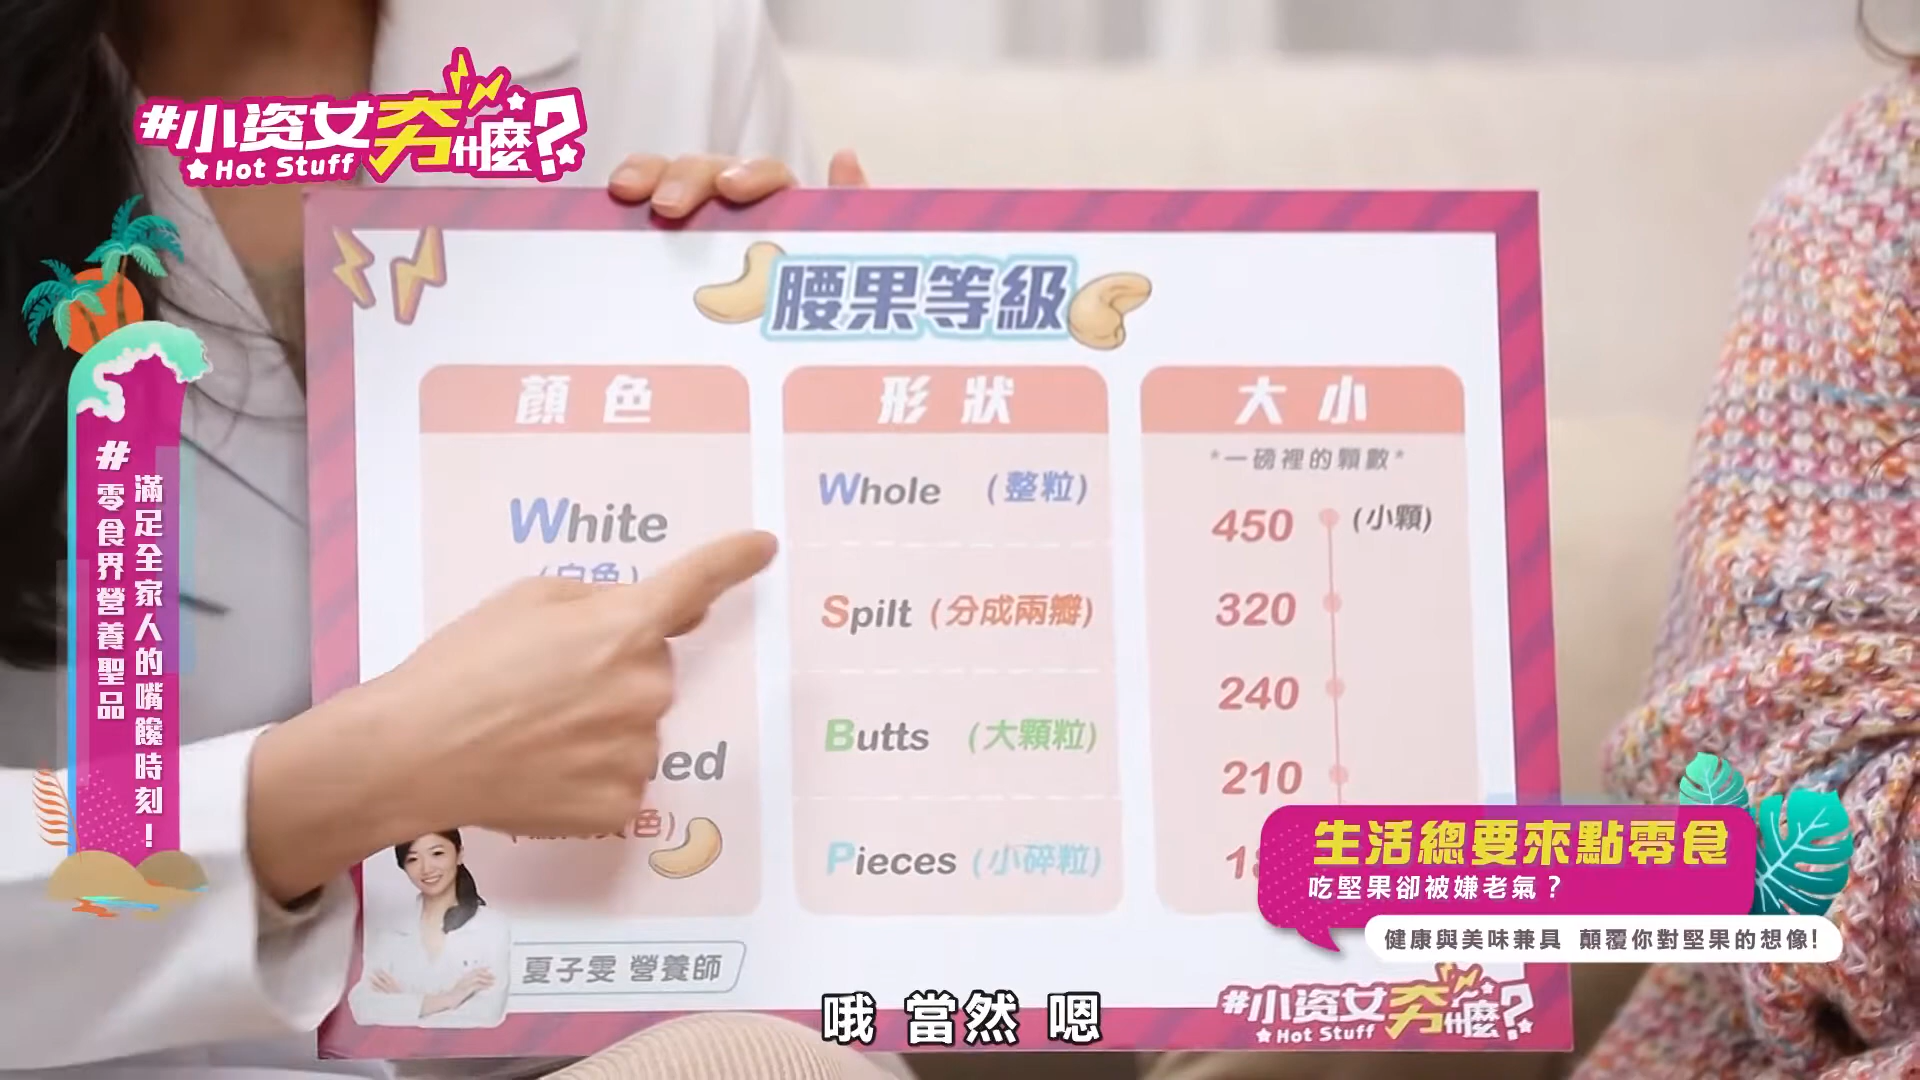 #小資女夯什麼?
Hot Stuff
#零食界營養聖品
滿足全家人的嘴饞時刻!
腰果等級
顏色
White
(白色)
形狀
Whole (整粒)
Spilt (分成兩瓣)
Butts (大顆粒)
Pieces (小碎粒)
大小
*一磅裡的顆數*
450 (小顆)
320
240
210
夏子雯 營養師
生活總要來點零食
吃堅果卻被嫌老氣?
健康與美味兼具 顛覆你對堅果的想像!
#小資女夯什麼?
Hot Stuff
哦 當然 嗯